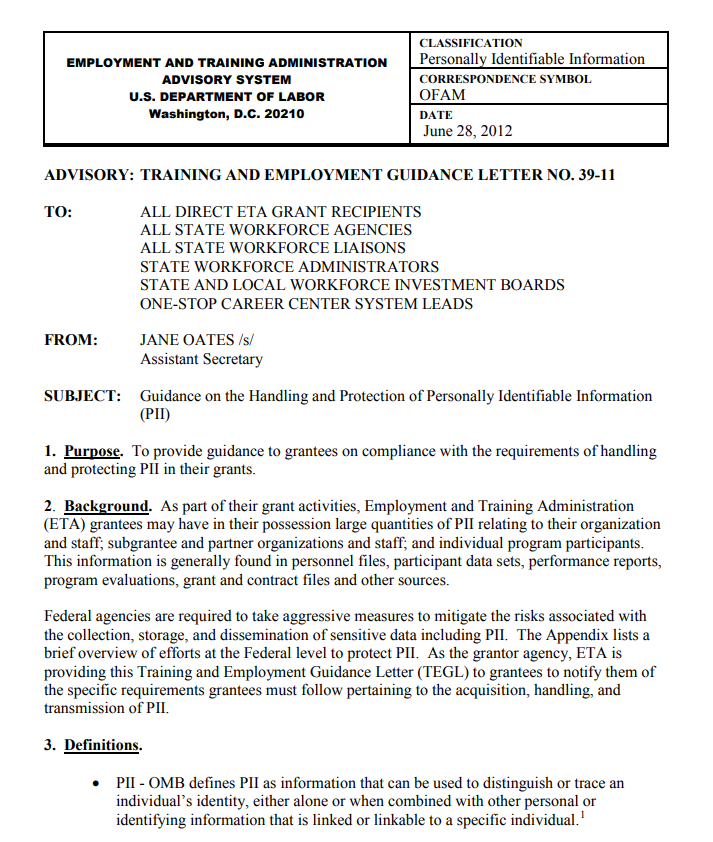 EMPLOYMENT AND TRAINING ADMINISTRATION
ADVISORY SYSTEM
U.S. DEPARTMENT OF LABOR
Washington, D.C. 20210
CLASSIFICATION
Personally Identifiable Information
CORRESPONDENCE SYMBOL
OFAM
DATE
June 28, 2012
ADVISORY: TRAINING AND EMPLOYMENT GUIDANCE LETTER NO. 39-11
TO: ALL DIRECT ETA GRANT RECIPIENTS
ALL STATE WORKFORCE AGENCIES
ALL STATE WORKFORCE LIAISONS
STATE WORKFORCE ADMINISTRATORS
STATE AND LOCAL WORKFORCE INVESTMENT BOARDS
ONE-STOP CAREER CENTER SYSTEM LEADS
FROM: JANE OATES /s/
Assistant Secretary
SUBJECT: Guidance on the Handling and Protection of Personally Identifiable Information
(PII)
1. Purpose. To provide guidance to grantees on compliance with the requirements of handling
and protecting PII in their grants.
2. Background. As part of their grant activities, Employment and Training Administration
(ETA) grantees may have in their possession large quantities of PII relating to their organization
and staff; subgrantee and partner organizations and staff; and individual program participants.
This information is generally found in personnel files, participant data sets, performance reports,
program evaluations, grant and contract files and other sources.
Federal agencies are required to take aggressive measures to mitigate the risks associated with
the collection, storage, and dissemination of sensitive data including PII. The Appendix lists a
brief overview of efforts at the Federal level to protect PII. As the grantor agency, ETA is
providing this Training and Employment Guidance Letter (TEGL) to grantees to notify them of
the specific requirements grantees must follow pertaining to the acquisition, handling, and
transmission of PII.
3. Definitions.
• PII - OMB defines PII as information that can be used to distinguish or trace an
individual’s identity, either alone or when combined with other personal or
identifying information that is linked or linkable to a specific individual.1